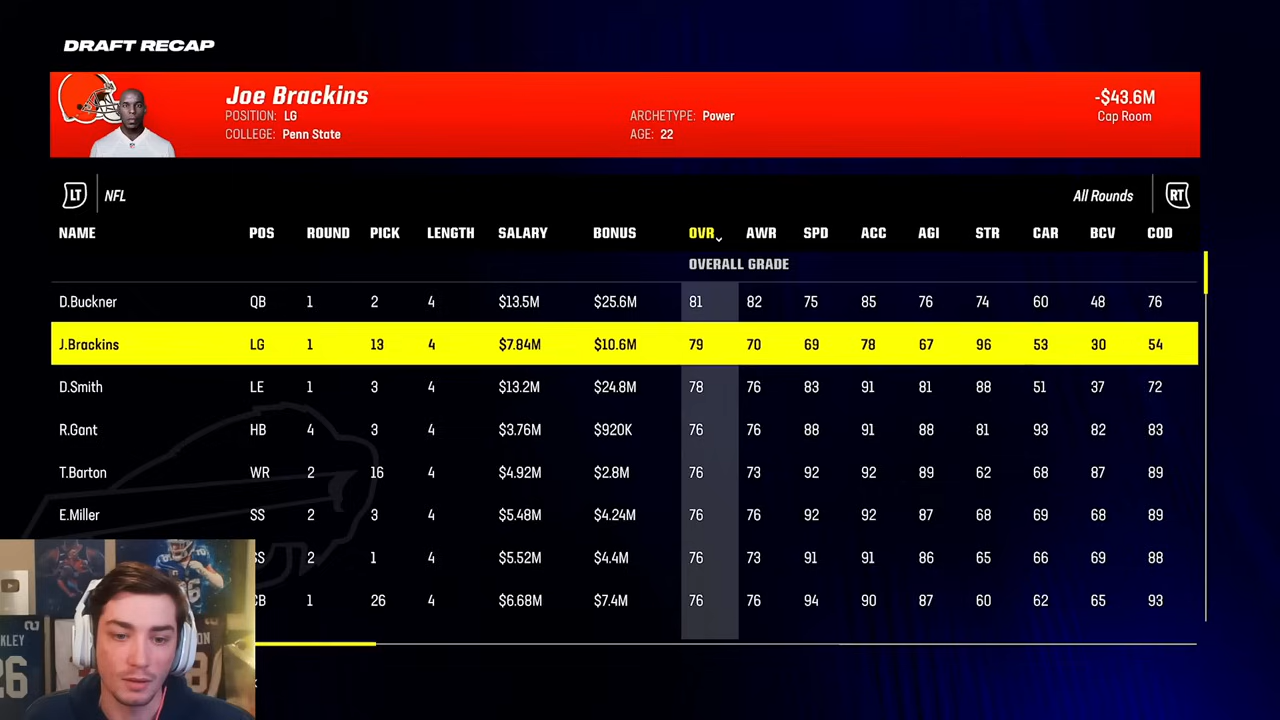 DRAFT RECAP
Joe Brackins
POSITION: LG
COLLEGE: Penn State
ARCHETYPE: Power
AGE: 22
-$43.6M
Cap Room
LT NFL All Rounds RT
NAME POS ROUND PICK LENGTH SALARY BONUS OVR AWR SPD ACC AGI STR CAR BCV COD
OVERALL GRADE
D.Buckner QB 1 2 4 $13.5M $25.6M 81 82 75 85 76 74 60 48 76
J.Brackins LG 1 13 4 $7.84M $10.6M 79 70 69 78 67 96 53 30 54
D.Smith LE 1 3 4 $13.2M $24.8M 78 76 83 91 81 88 51 37 72
R.Gant HB 4 3 4 $3.76M $920K 76 76 88 91 88 81 93 82 83
T.Barton WR 2 16 4 $4.92M $2.8M 76 73 92 92 89 62 68 87 89
E.Miller SS 2 3 4 $5.48M $4.24M 76 76 92 92 87 68 69 68 89
SS 2 1 4 $5.52M $4.4M 76 73 91 91 86 65 66 69 88
CB 1 26 4 $6.68M $7.4M 76 76 94 90 87 60 62 65 93
KLEY
26
8